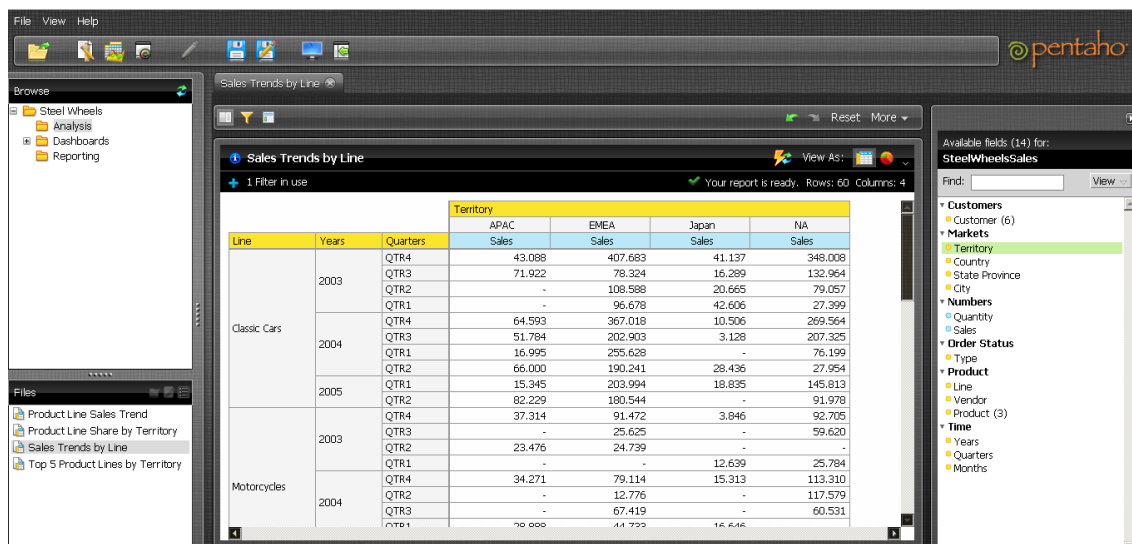 File View Help
pentaho
Browse
Steel Wheels
Analysis
Dashboards
Reporting
Files
Product Line Sales Trend
Product Line Share by Territory
Sales Trends by Line
Top 5 Product Lines by Territory
Sales Trends by Line
Reset More
Sales Trends by Line View As:
1 Filter in use Your report is ready. Rows: 60 Columns: 4
Territory
APAC EMEA Japan NA
Line Years Quarters Sales Sales Sales Sales
Classic Cars 2003 QTR4 43.088 407.683 41.137 348.008
QTR3 71.922 78.324 16.289 132.964
QTR2 - 108.588 20.665 79.057
QTR1 - 96.678 42.606 27.399
2004 QTR4 64.593 367.018 10.506 269.564
QTR3 51.784 202.903 3.128 207.325
QTR1 16.995 255.628 - 76.199
QTR2 66.000 190.241 28.436 27.954
2005 QTR1 15.345 203.994 18.835 145.813
QTR2 82.229 180.544 - 91.978
Motorcycles 2003 QTR4 37.314 91.472 3.846 92.705
QTR3 - 25.625 - 59.620
QTR2 23.476 24.739 - -
QTR1 - - 12.639 25.784
2004 QTR4 34.271 79.114 15.313 113.310
QTR2 - 12.776 - 117.579
QTR3 - 67.419 - 60.531
QTR1 28.888 44.733 16.646
Available fields (14) for:
SteelWheelsSales
Find: View
Customers
Customer (6)
Markets
Territory
Country
State Province
City
Numbers
Quantity
Sales
Order Status
Type
Product
Line
Vendor
Product (3)
Time
Years
Quarters
Months